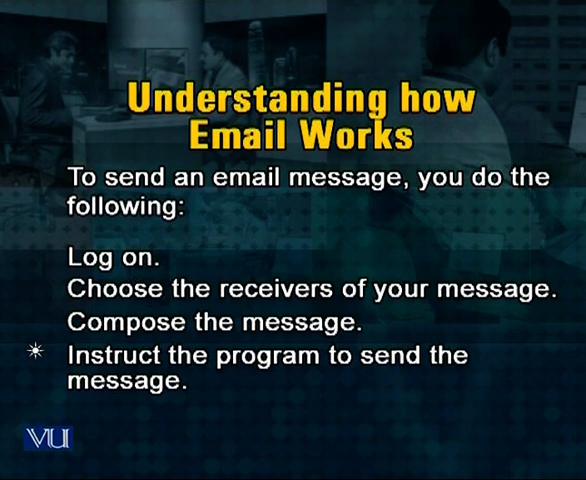 Understanding how
Email Works
To send an email message, you do the
following:
Log on.
Choose the receivers of your message.
Compose the message.
Instruct the program to send the
message.
VU